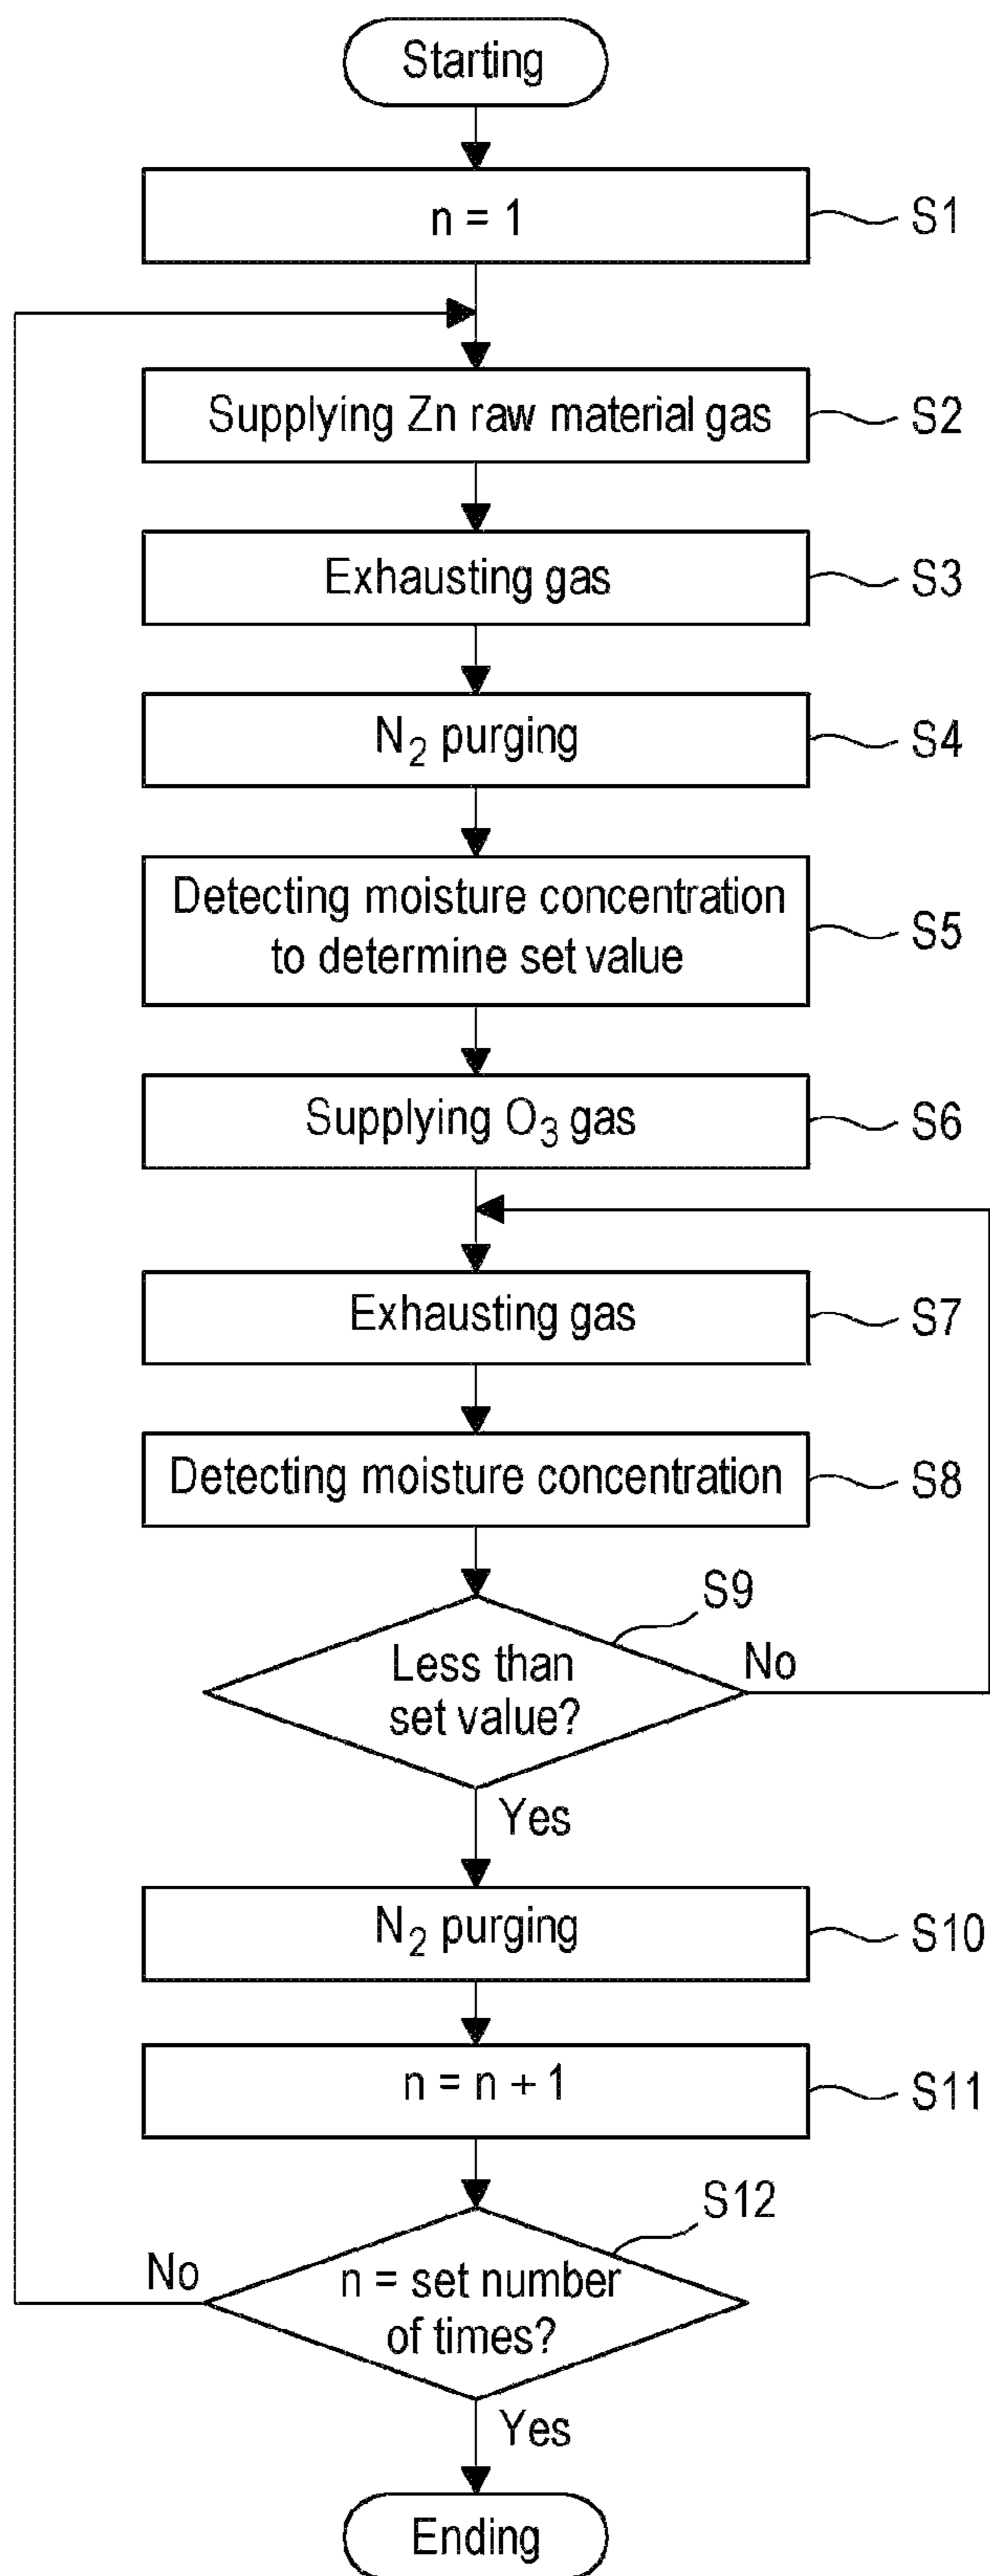 Starting
n = 1
S1
Supplying Zn raw material gas
S2
Exhausting gas
S3
N2 purging
S4
Detecting moisture concentration
to determine set value
S5
Supplying O3 gas
S6
Exhausting gas
S7
Detecting moisture concentration
S8
S9
Less than
set value?
No
Yes
N2 purging
S10
n = n + 1
S11
S12
n = set number
of times?
No
Yes
Ending